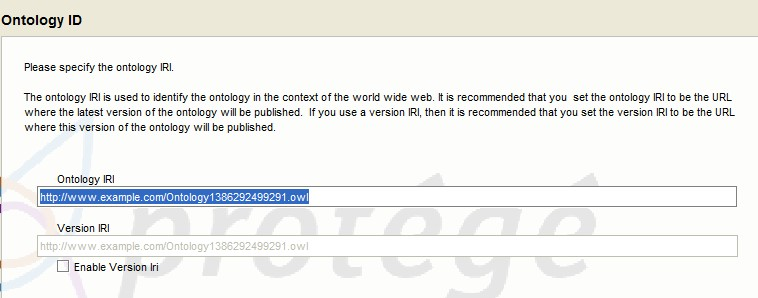 Ontology ID
Please specify the ontology IRI.
The ontology IRI is used to identify the ontology in the context of the world wide web. It is recommended that you set the ontology IRI to be the URL
where the latest version of the ontology will be published. If you use a version IRI, then it is recommended that you set the version IRI to be the URL
where this version of the ontology will be published.
Ontology IRI
http://www.example.com/Ontology1386292499291.owl
Version IRI
http://www.example.com/Ontology1386292499291.owl
Enable Version Iri
protégé